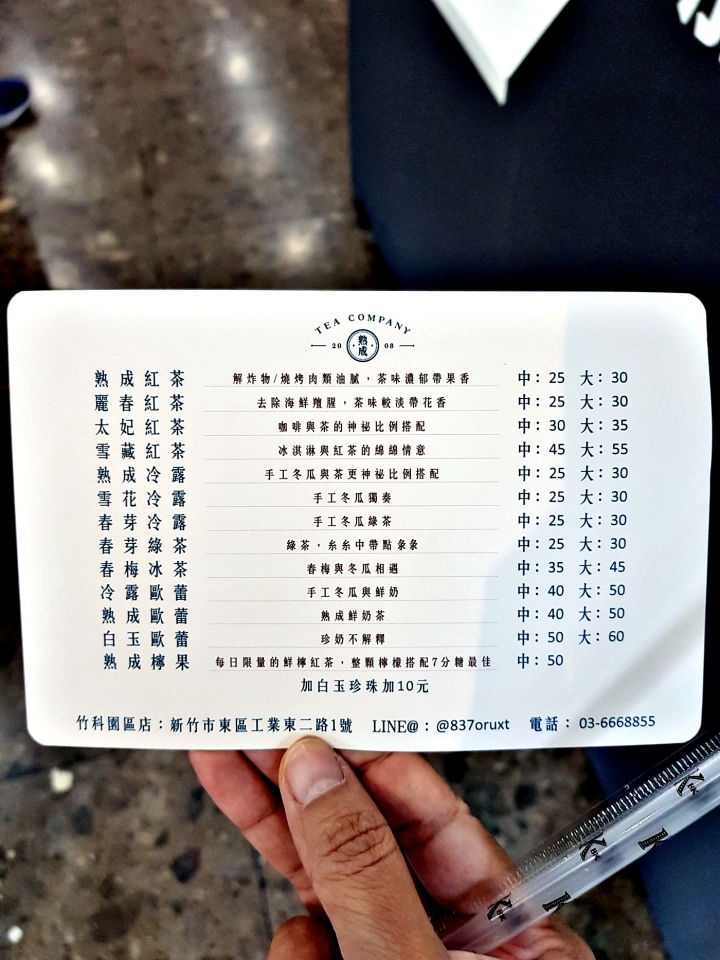 TEA COMPANY
20 熟成 08
熟成紅茶 解炸物/燒烤肉類油膩，茶味濃郁帶果香 中：25 大：30
麗春紅茶 去除海鮮羶腥，茶味較淡帶花香 中：25 大：30
太妃紅茶 咖啡與茶的神祕比例搭配 中：30 大：35
雪藏紅茶 冰淇淋與紅茶的綿綿情意 中：45 大：55
熟成冷露 手工冬瓜與茶更神祕比例搭配 中：25 大：30
雪花冷露 手工冬瓜獨奏 中：25 大：30
春芽冷露 手工冬瓜綠茶 中：25 大：30
春芽綠茶 綠茶，糸糸中帶點彔彔 中：25 大：30
春梅冰茶 春梅與冬瓜相遇 中：35 大：45
冷露歐蕾 手工冬瓜與鮮奶 中：40 大：50
熟成歐蕾 熟成鮮奶茶 中：40 大：50
白玉歐蕾 珍奶不解釋 中：50 大：60
熟成檸果 每日限量的鮮檸紅茶，整顆檸檬搭配7分糖最佳 中：50
加白玉珍珠加10元
竹科園區店：新竹市東區工業東二路1號 LINE@：@837oruxt 電話：03-6668855